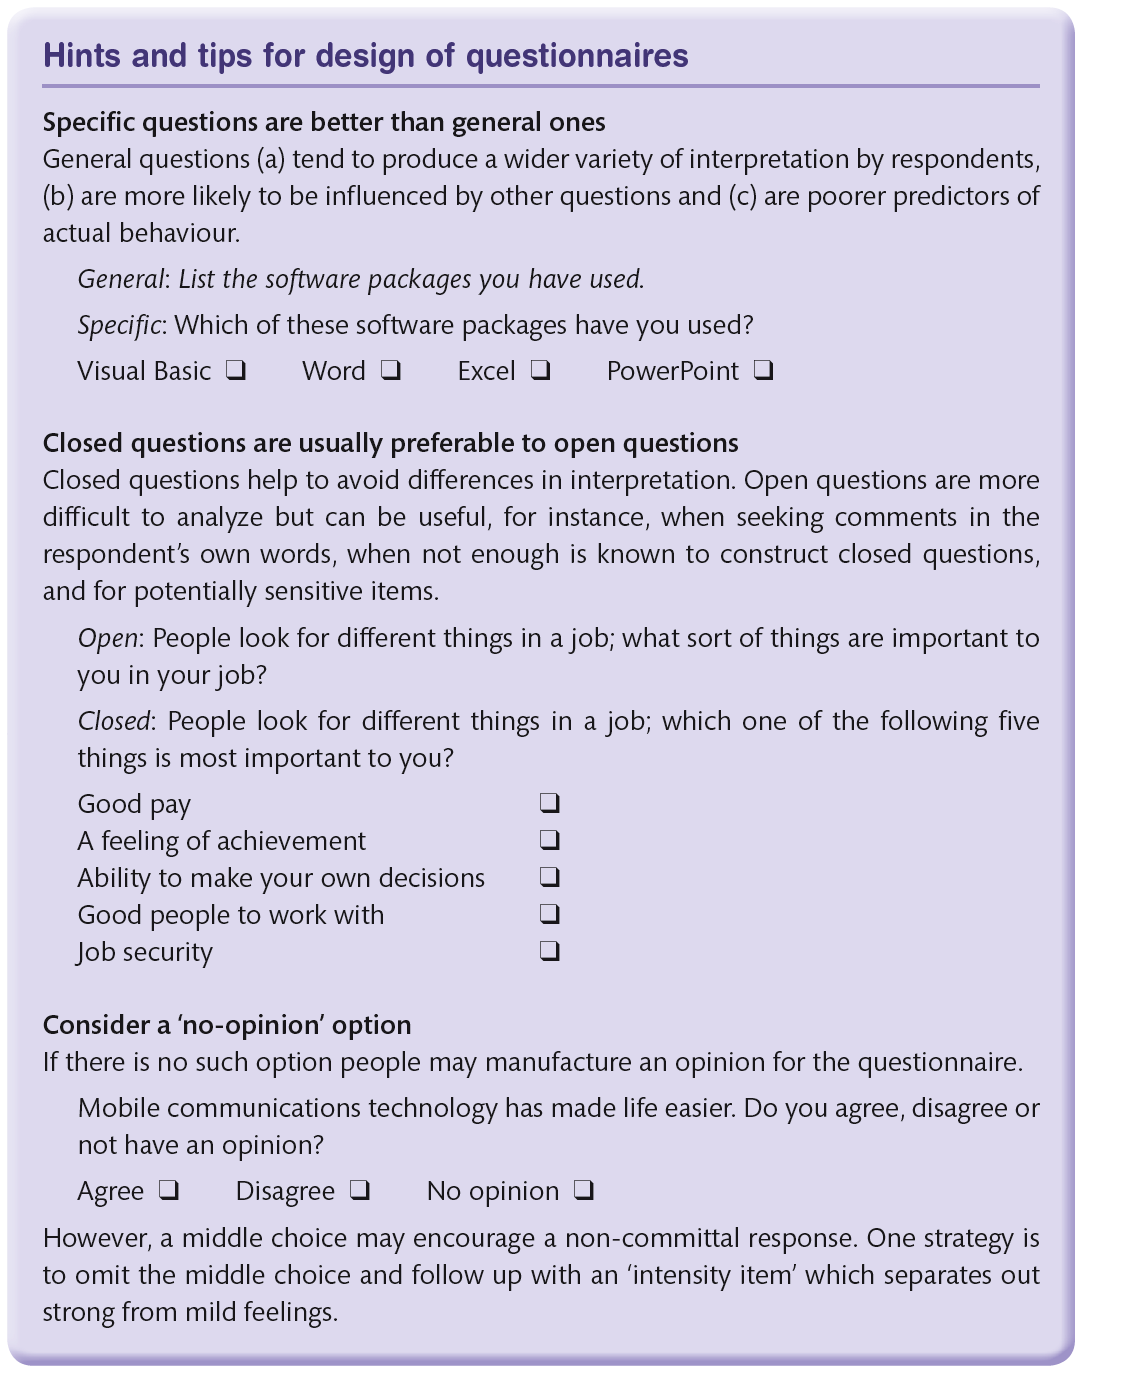 Hints and tips for design of questionnaires
Specific questions are better than general ones
General questions (a) tend to produce a wider variety of interpretation by respondents,
(b) are more likely to be influenced by other questions and (c) are poorer predictors of
actual behaviour.
General: List the software packages you have used.
Specific: Which of these software packages have you used?
Visual Basic ❑ Word ❑ Excel ❑ PowerPoint ❑
Closed questions are usually preferable to open questions
Closed questions help to avoid differences in interpretation. Open questions are more
difficult to analyze but can be useful, for instance, when seeking comments in the
respondent's own words, when not enough is known to construct closed questions,
and for potentially sensitive items.
Open: People look for different things in a job; what sort of things are important to
you in your job?
Closed: People look for different things in a job; which one of the following five
things is most important to you?
Good pay ❑
A feeling of achievement ❑
Ability to make your own decisions ❑
Good people to work with ❑
Job security ❑
Consider a ‘no-opinion’ option
If there is no such option people may manufacture an opinion for the questionnaire.
Mobile communications technology has made life easier. Do you agree, disagree or
not have an opinion?
Agree ❑ Disagree ❑ No opinion ❑
However, a middle choice may encourage a non-committal response. One strategy is
to omit the middle choice and follow up with an ‘intensity item’ which separates out
strong from mild feelings.